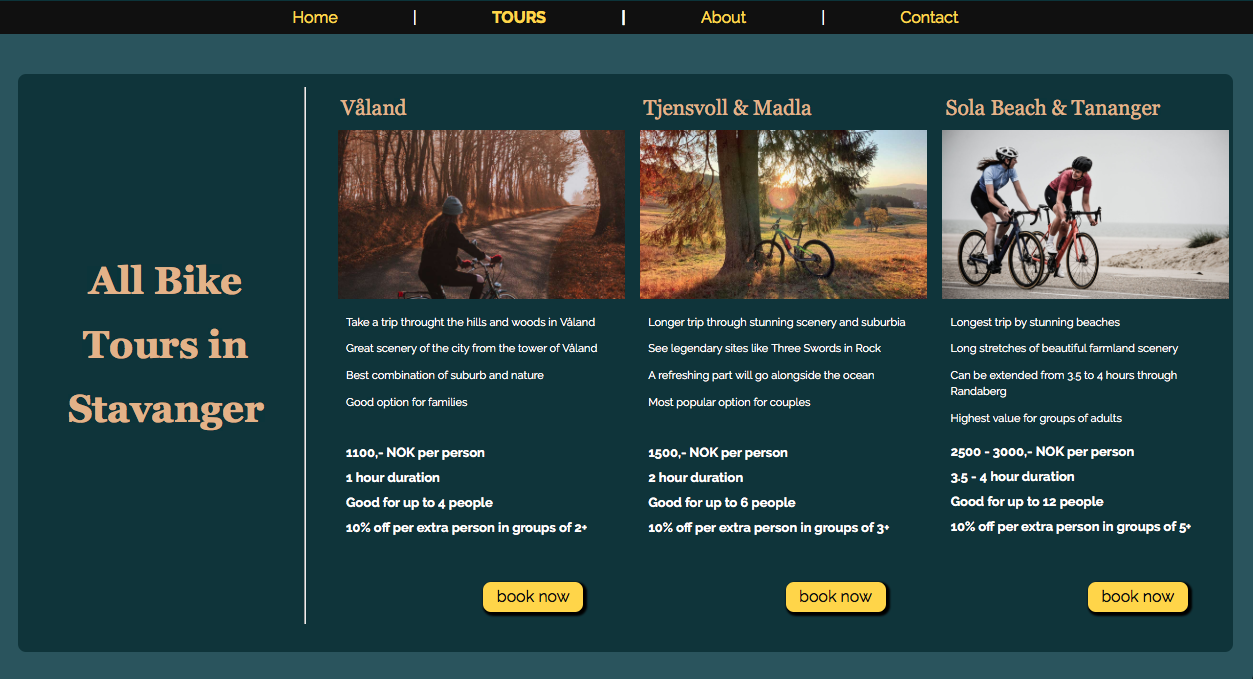 Home | TOURS | About | Contact
All Bike
Tours in
Stavanger
Våland
Take a trip throught the hills and woods in Våland
Great scenery of the city from the tower of Våland
Best combination of suburb and nature
Good option for families
1100,- NOK per person
1 hour duration
Good for up to 4 people
10% off per extra person in groups of 2+
book now
Tjensvoll & Madla
Longer trip through stunning scenery and suburbia
See legendary sites like Three Swords in Rock
A refreshing part will go alongside the ocean
Most popular option for couples
1500,- NOK per person
2 hour duration
Good for up to 6 people
10% off per extra person in groups of 3+
book now
Sola Beach & Tananger
Longest trip by stunning beaches
Long stretches of beautiful farmland scenery
Can be extended from 3.5 to 4 hours through
Randaberg
Highest value for groups of adults
2500 - 3000,- NOK per person
3.5 - 4 hour duration
Good for up to 12 people
10% off per extra person in groups of 5+
book now